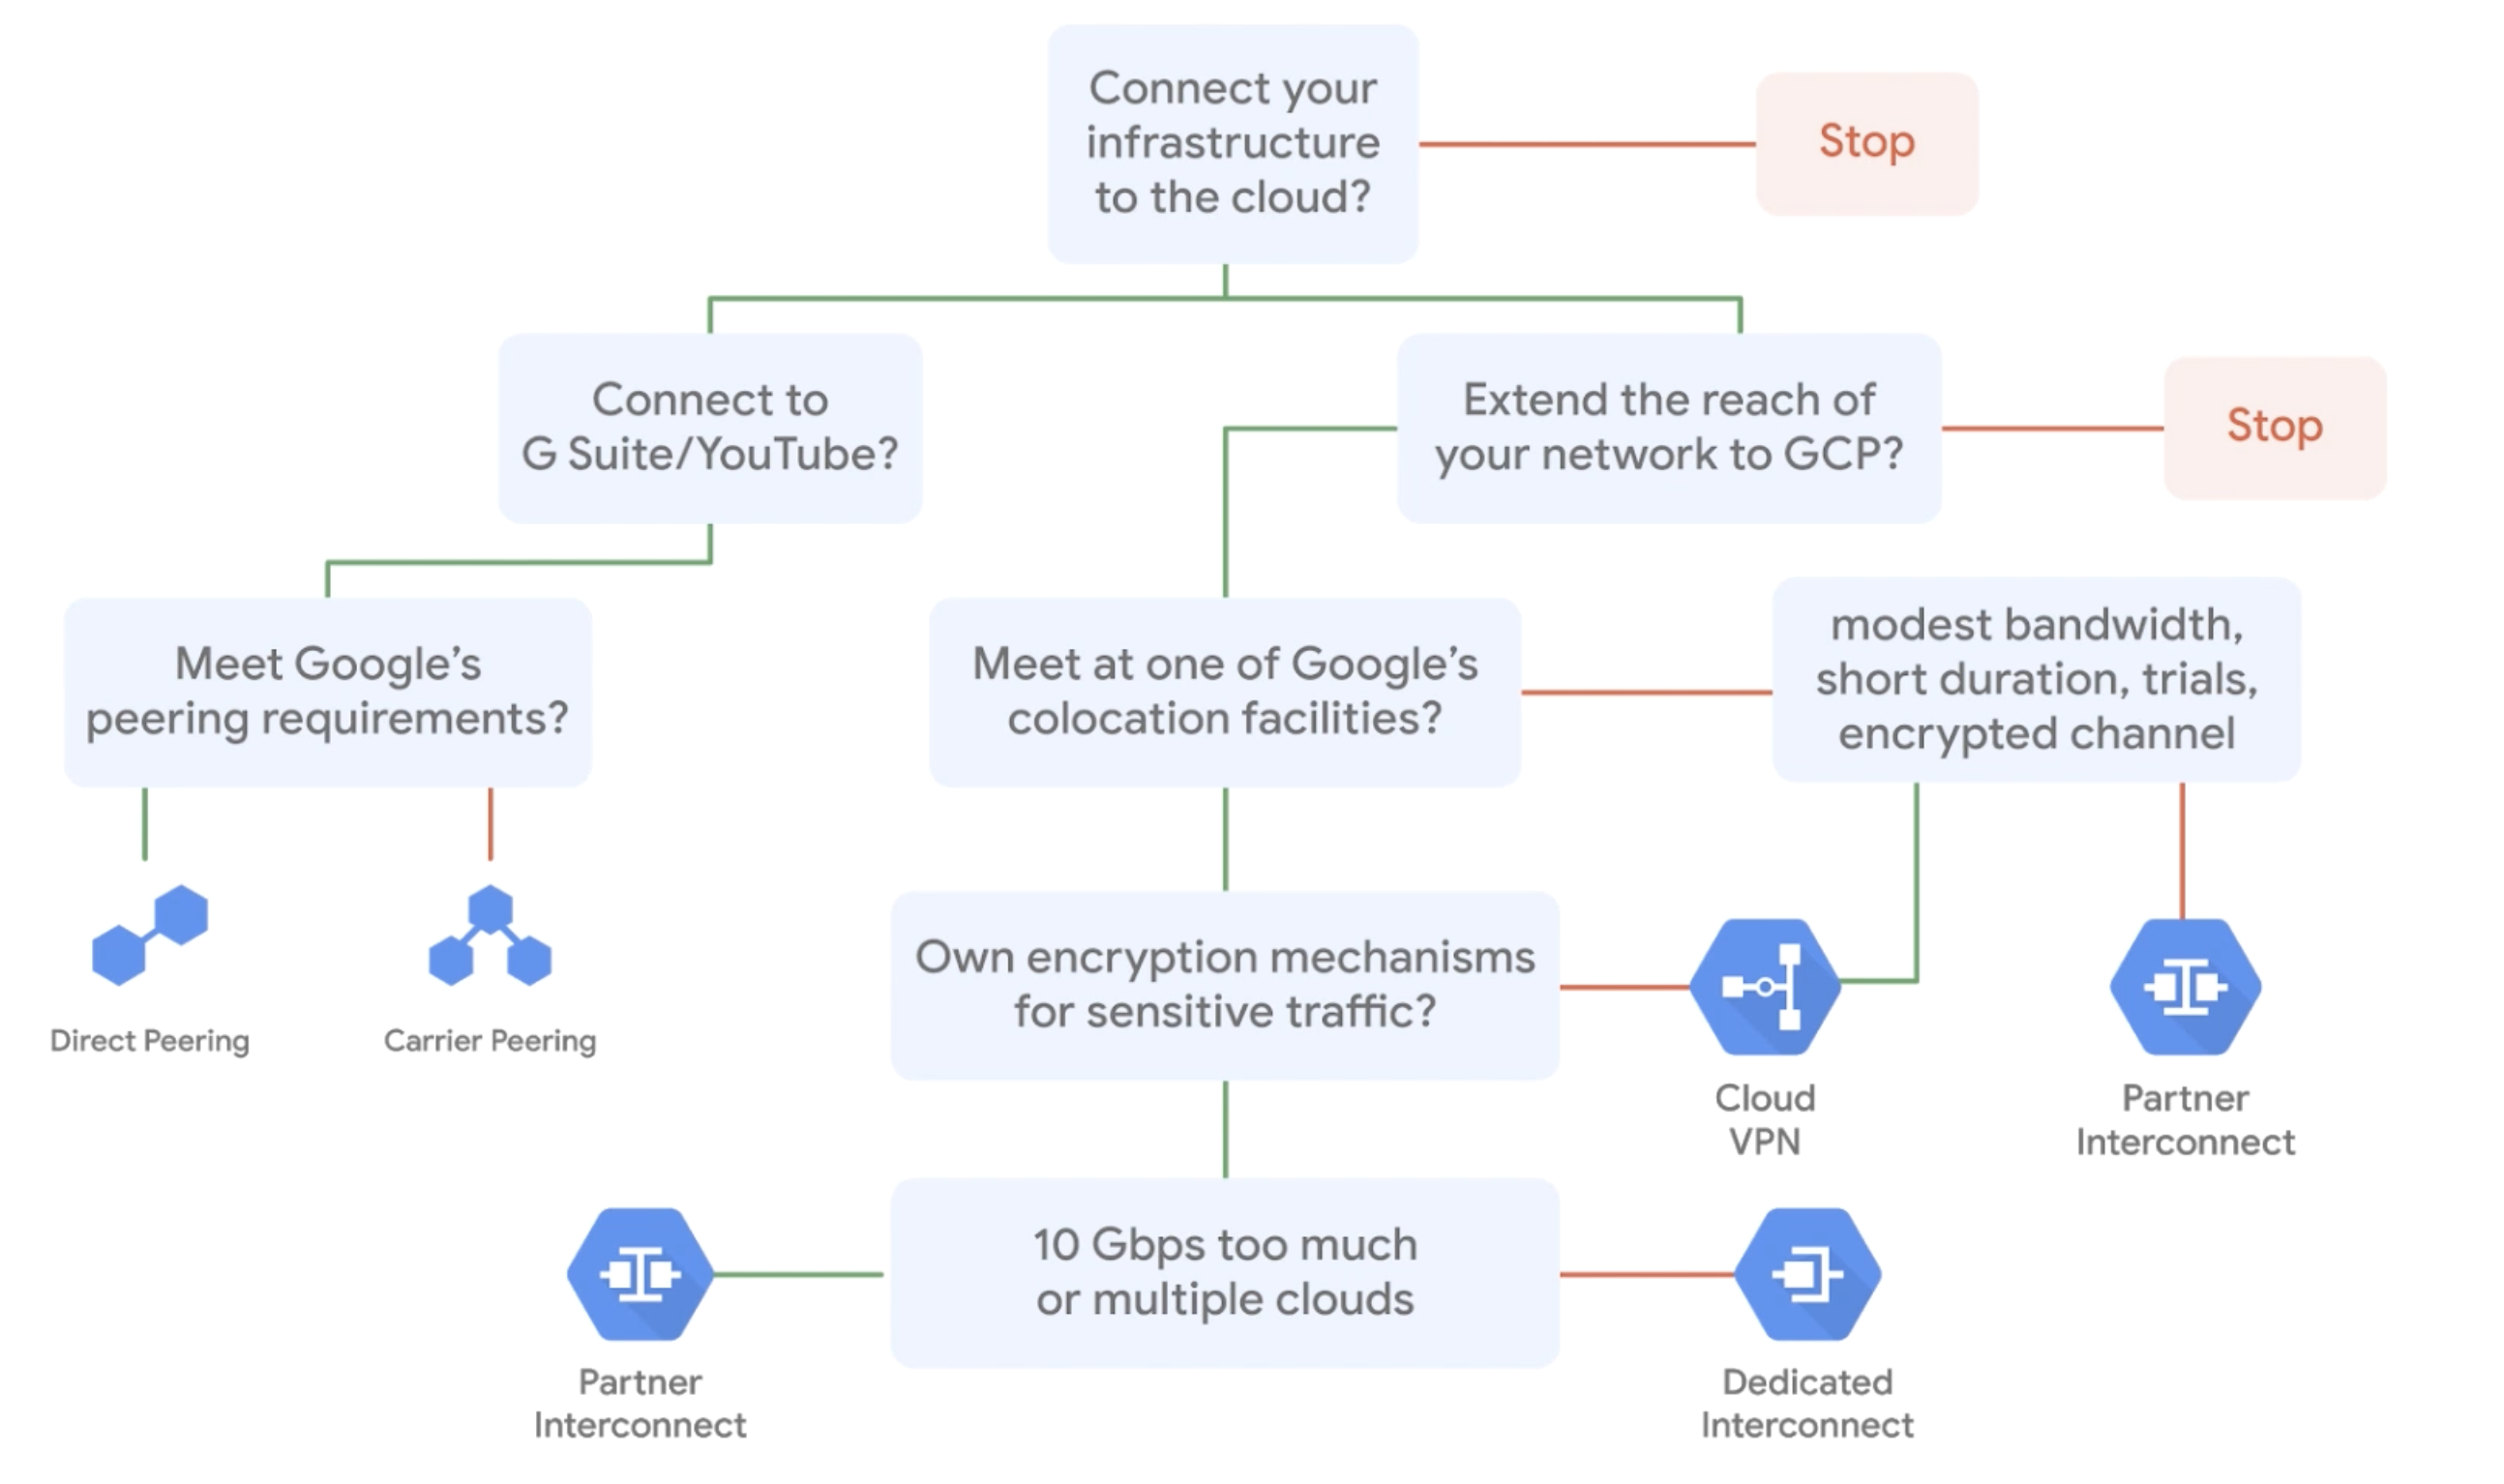 Connect your
infrastructure
to the cloud?
Stop
Connect to
G Suite/YouTube?
Extend the reach of
your network to GCP?
Stop
Meet Google’s
peering requirements?
Meet at one of Google’s
colocation facilities?
modest bandwidth,
short duration, trials,
encrypted channel
Direct Peering
Carrier Peering
Own encryption mechanisms
for sensitive traffic?
Cloud
VPN
Partner
Interconnect
10 Gbps too much
or multiple clouds
Partner
Interconnect
Dedicated
Interconnect